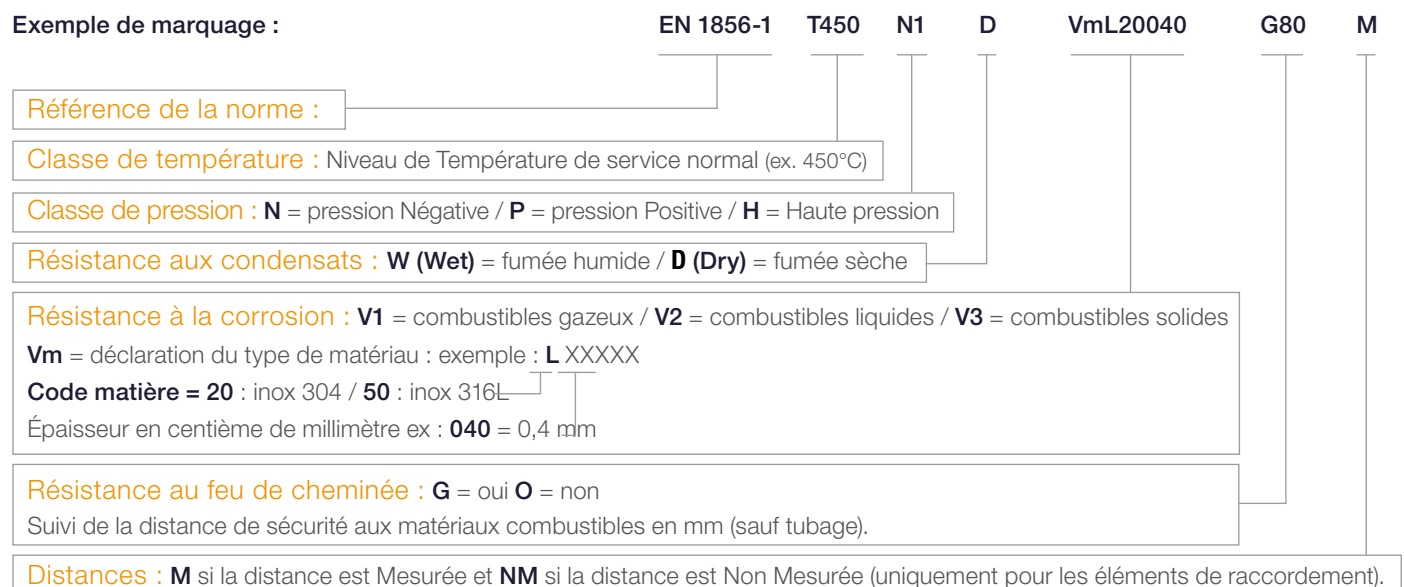 Exemple de marquage : EN 1856-1 T450 N1 D VmL20040 G80 M
Référence de la norme :
Classe de température : Niveau de Température de service normal (ex. 450°C)
Classe de pression : N = pression Négative / P = pression Positive / H = Haute pression
Résistance aux condensats : W (Wet) = fumée humide / D (Dry) = fumée sèche
Résistance à la corrosion : V1 = combustibles gazeux / V2 = combustibles liquides / V3 = combustibles solides
Vm = déclaration du type de matériau : exemple : L XXXXX
Code matière = 20 : inox 304 / 50 : inox 316L
Épaisseur en centième de millimètre ex : 040 = 0,4 mm
Résistance au feu de cheminée : G = oui O = non
Suivi de la distance de sécurité aux matériaux combustibles en mm (sauf tubage).
Distances : M si la distance est Mesurée et NM si la distance est Non Mesurée (uniquement pour les éléments de raccordement).